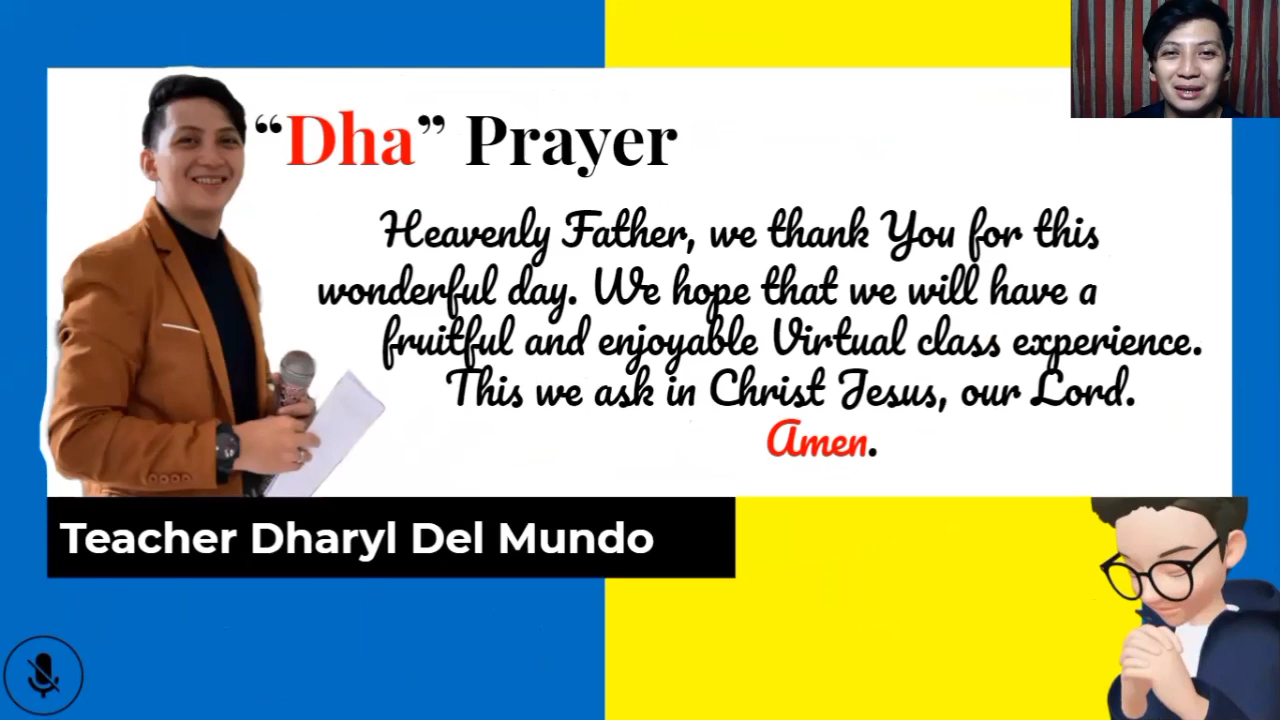 “Dha” Prayer
Heavenly Father, we thank You for this
wonderful day. We hope that we will have a
fruitful and enjoyable Virtual class experience.
This we ask in Christ Jesus, our Lord.
Amen.
Teacher Dharyl Del Mundo